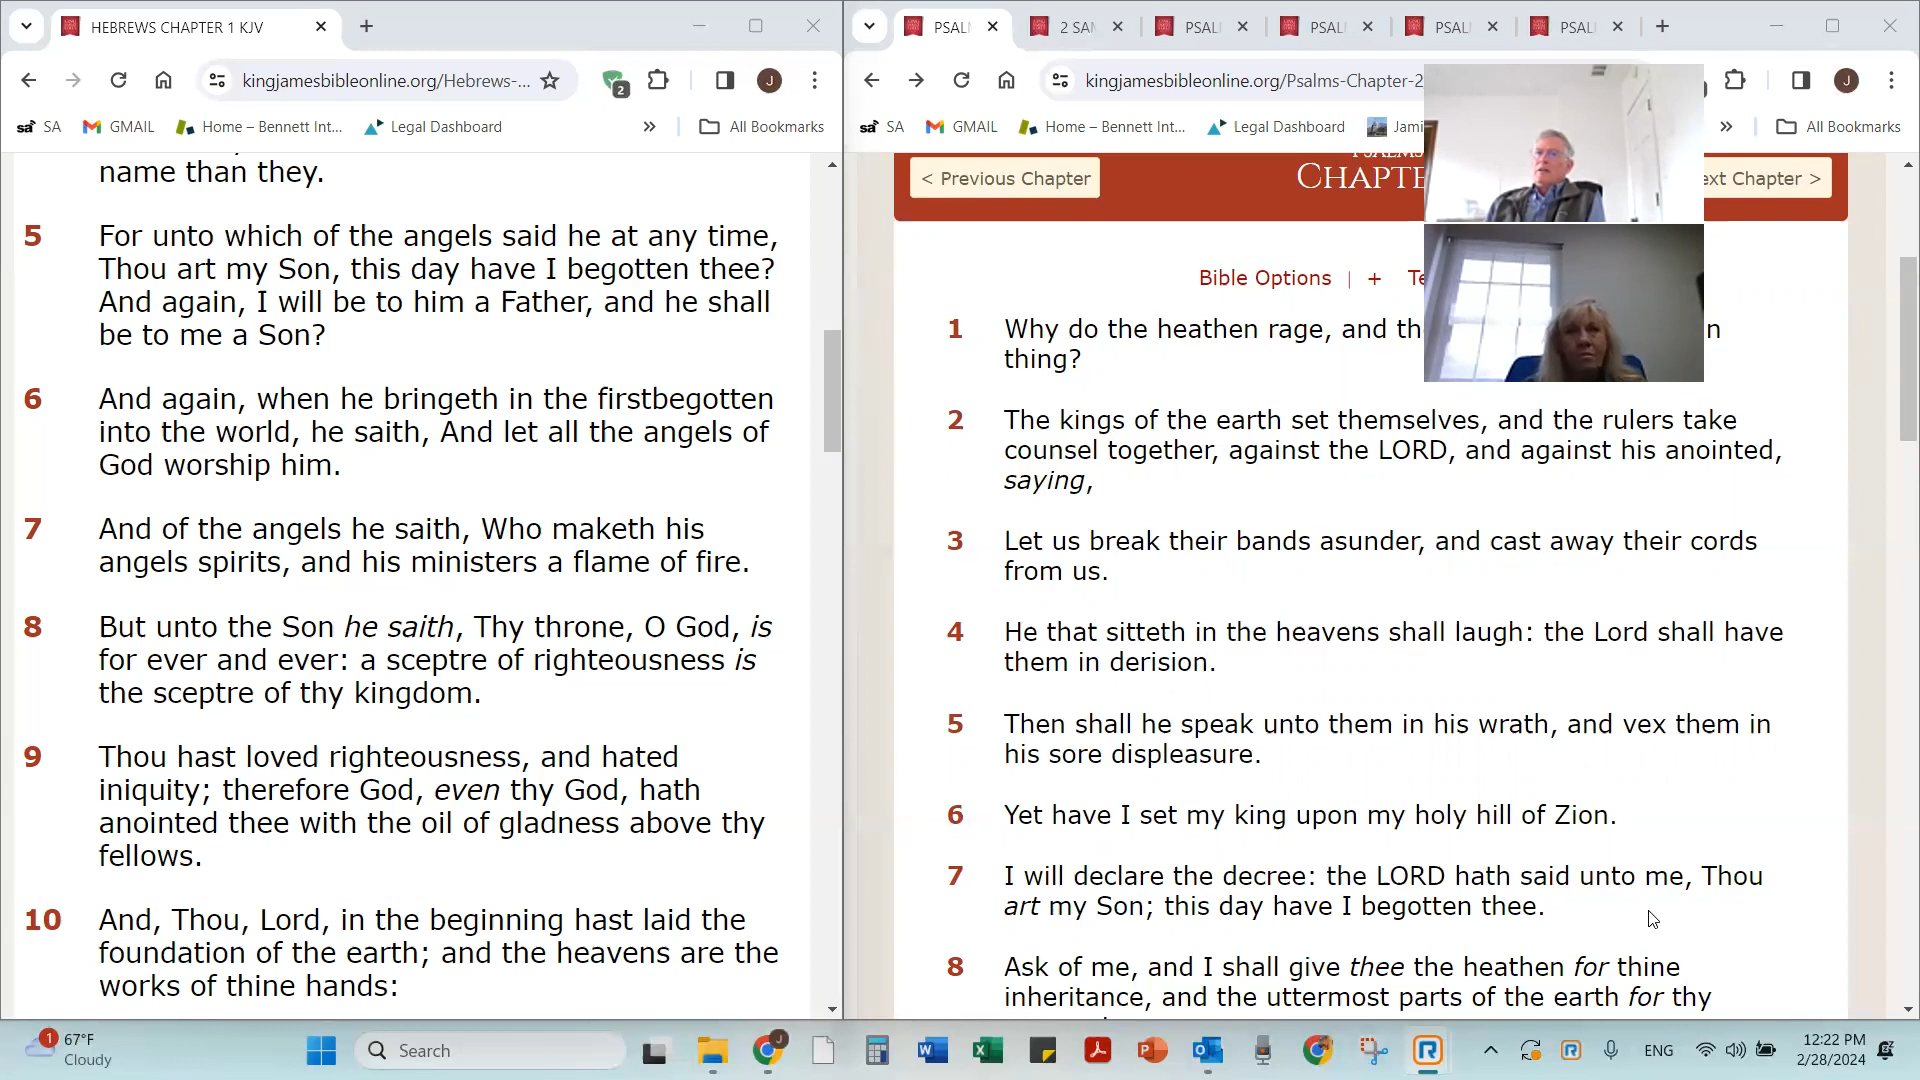 HEBREWS CHAPTER 1 KJV
kingjamesbibleonline.org/Hebrews-...
2
J
SA
GMAIL
Home – Bennett Int...
Legal Dashboard
»
All Bookmarks
name than they.
5 For unto which of the angels said he at any time,
Thou art my Son, this day have I begotten thee?
And again, I will be to him a Father, and he shall
be to me a Son?
6 And again, when he bringeth in the firstbegotten
into the world, he saith, And let all the angels of
God worship him.
7 And of the angels he saith, Who maketh his
angels spirits, and his ministers a flame of fire.
8 But unto the Son he saith, Thy throne, O God, is
for ever and ever: a sceptre of righteousness is
the sceptre of thy kingdom.
9 Thou hast loved righteousness, and hated
iniquity; therefore God, even thy God, hath
anointed thee with the oil of gladness above thy
fellows.
10 And, Thou, Lord, in the beginning hast laid the
foundation of the earth; and the heavens are the
works of thine hands:
PSALM
2 SAM
PSAL
PSAL
PSAL
PSAL
kingjamesbibleonline.org/Psalms-Chapter-2
J
SA
GMAIL
Home – Bennett Int...
Legal Dashboard
Jami
»
All Bookmarks
< Previous Chapter
CHAPTE
ext Chapter >
Bible Options | + Te
1 Why do the heathen rage, and th n
thing?
2 The kings of the earth set themselves, and the rulers take
counsel together, against the LORD, and against his anointed,
saying,
3 Let us break their bands asunder, and cast away their cords
from us.
4 He that sitteth in the heavens shall laugh: the Lord shall have
them in derision.
5 Then shall he speak unto them in his wrath, and vex them in
his sore displeasure.
6 Yet have I set my king upon my holy hill of Zion.
7 I will declare the decree: the LORD hath said unto me, Thou
art my Son; this day have I begotten thee.
8 Ask of me, and I shall give thee the heathen for thine
inheritance, and the uttermost parts of the earth for thy
1
67°F
Cloudy
Search
ENG
12:22 PM
2/28/2024